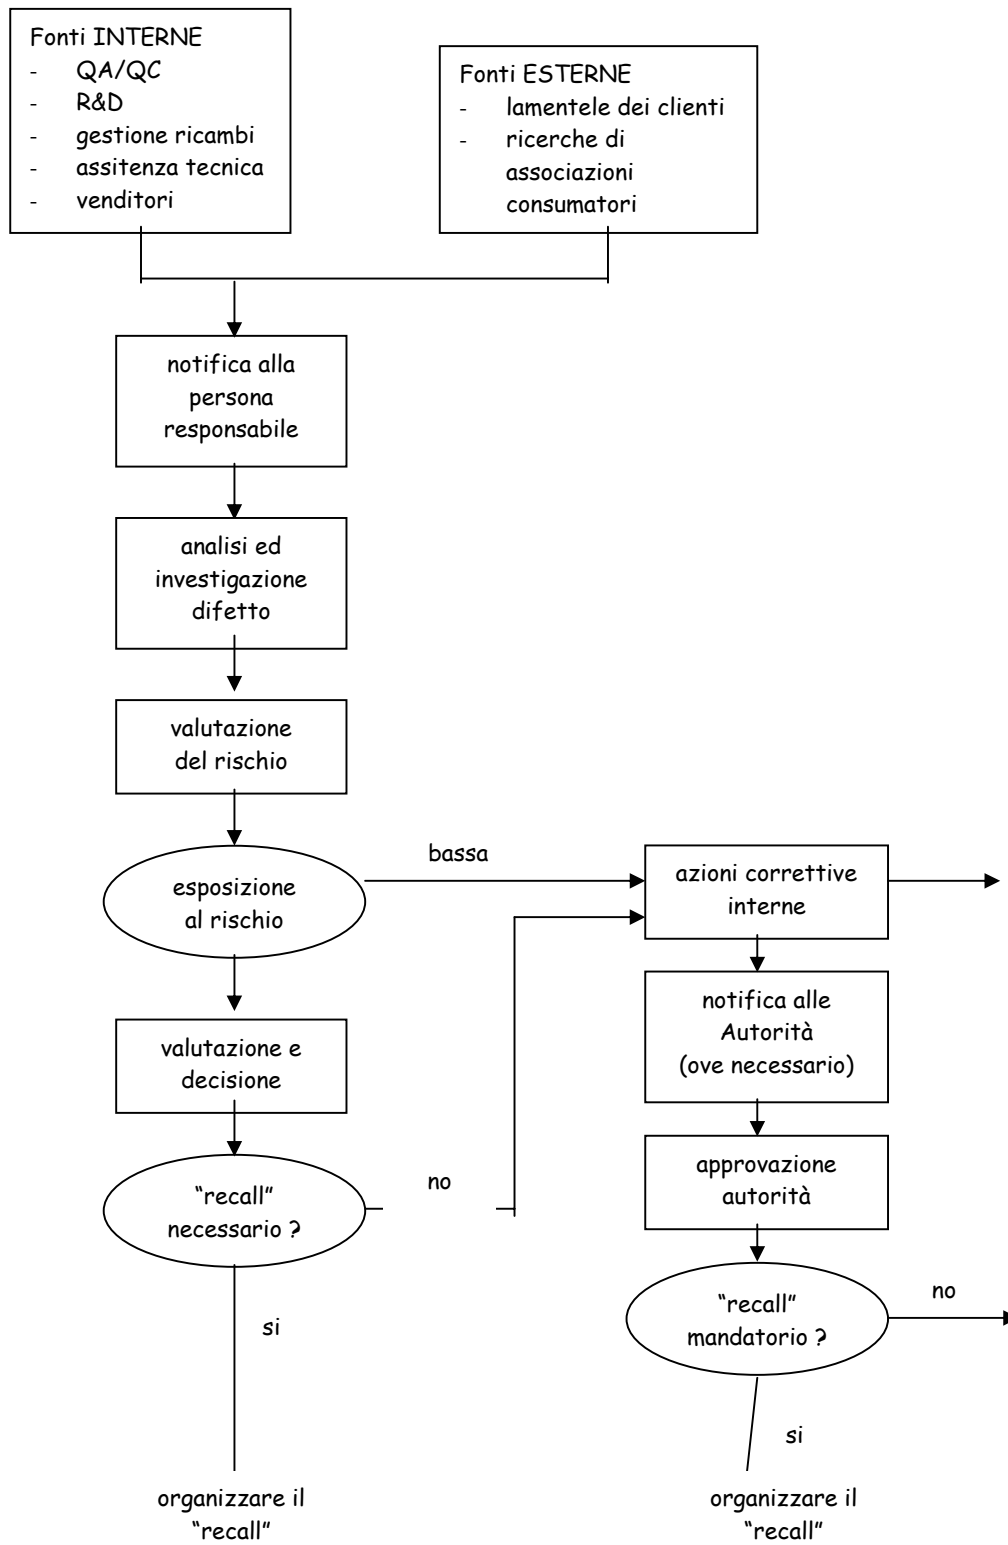 Fonti INTERNE
- QA/QC
- R&D
- gestione ricambi
- assitenza tecnica
- venditori
Fonti ESTERNE
- lamentele dei clienti
- ricerche di
associazioni
consumatori
notifica alla
persona
responsabile
analisi ed
investigazione
difetto
valutazione
del rischio
esposizione
al rischio
bassa
azioni correttive
interne
notifica alle
Autorità
(ove necessario)
valutazione e
decisione
approvazione
autorità
“recall”
necessario ?
no
“recall”
mandatorio ?
no
si
si
organizzare il
“recall”
organizzare il
“recall”